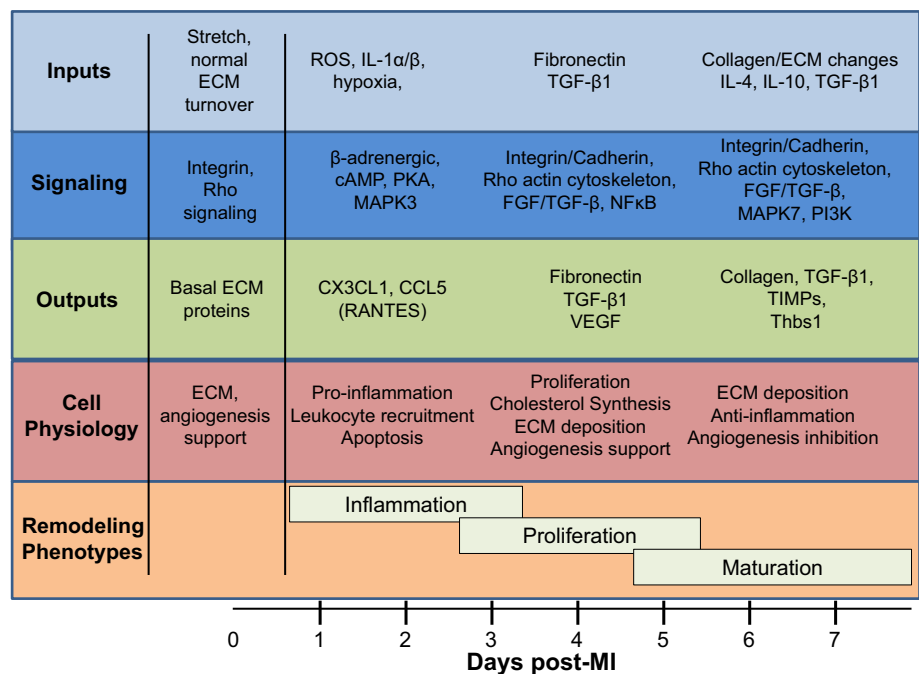 Inputs
Stretch,
normal
ECM
turnover
ROS, IL-1α/β,
hypoxia,
Fibronectin
TGF-β1
Collagen/ECM changes
IL-4, IL-10, TGF-β1
Signaling
Integrin,
Rho
signaling
β-adrenergic,
cAMP, PKA,
MAPK3
Integrin/Cadherin,
Rho actin cytoskeleton,
FGF/TGF-β, NFκB
Integrin/Cadherin,
Rho actin cytoskeleton,
FGF/TGF-β,
MAPK7, PI3K
Outputs
Basal ECM
proteins
CX3CL1, CCL5
(RANTES)
Fibronectin
TGF-β1
VEGF
Collagen, TGF-β1,
TIMPs,
Thbs1
Cell
Physiology
ECM,
angiogenesis
support
Pro-inflammation
Leukocyte recruitment
Apoptosis
Proliferation
Cholesterol Synthesis
ECM deposition
Angiogenesis support
ECM deposition
Anti-inflammation
Angiogenesis inhibition
Remodeling
Phenotypes
Inflammation
Proliferation
Maturation
0 1 2 3 4 5 6 7
Days post-MI